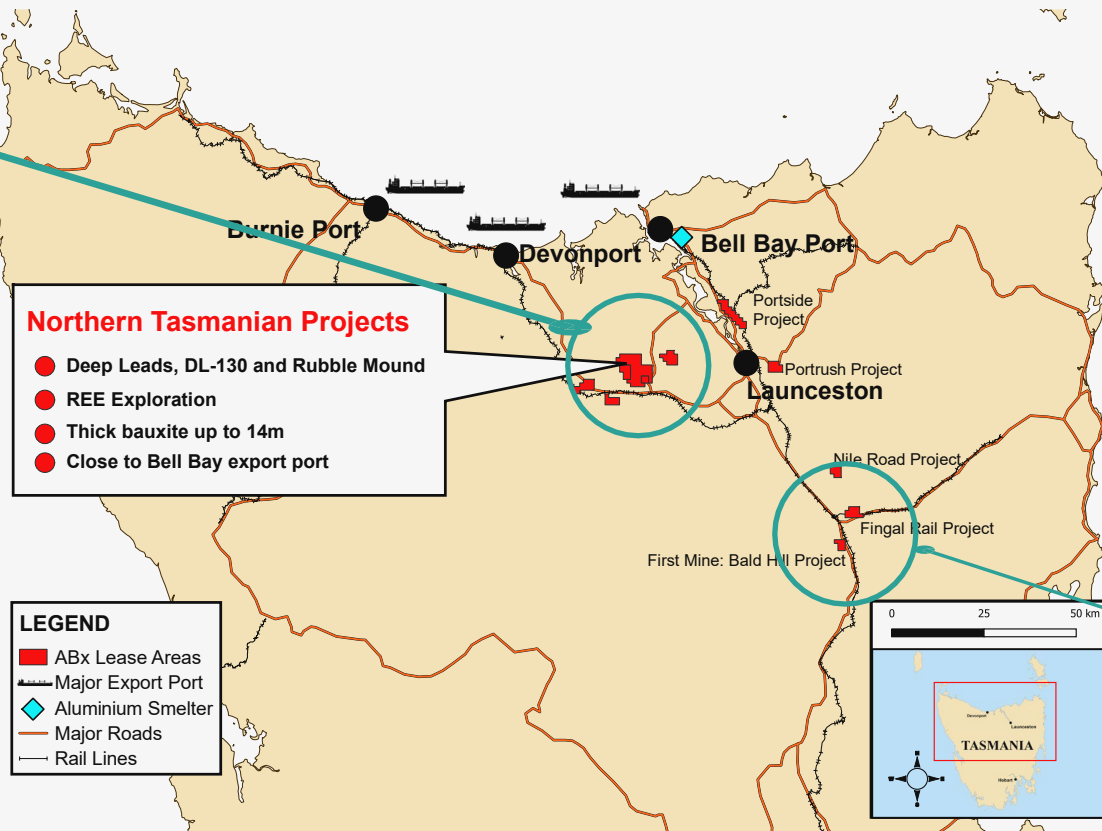 Burnie Port
Devonport
Bell Bay Port
Portside
Project
Northern Tasmanian Projects
Deep Leads, DL-130 and Rubble Mound
REE Exploration
Thick bauxite up to 14m
Close to Bell Bay export port
Portrush Project
Launceston
Nile Road Project
Fingal Rail Project
First Mine: Bald Hill Project
LEGEND
ABx Lease Areas
Major Export Port
Aluminium Smelter
Major Roads
Rail Lines
0 25 50 km
Devonport
Launceston
TASMANIA
Hobart